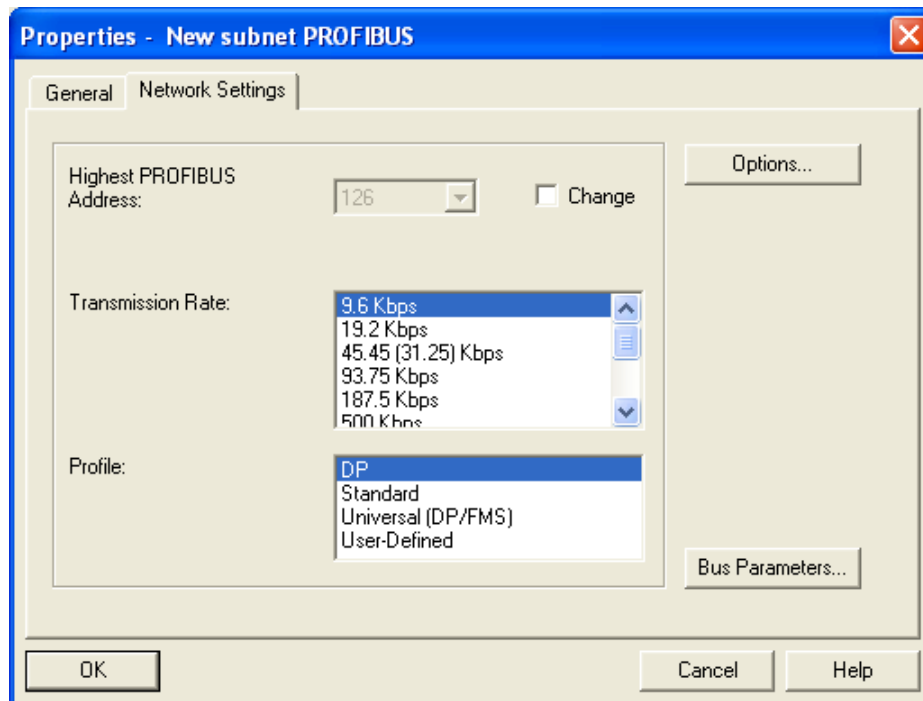 Properties - New subnet PROFIBUS
General
Network Settings
Highest PROFIBUS
Address:
126
Change
Options...
Transmission Rate:
9.6 Kbps
19.2 Kbps
45.45 (31.25) Kbps
93.75 Kbps
187.5 Kbps
500 Kbps
Profile:
DP
Standard
Universal (DP/FMS)
User-Defined
Bus Parameters...
OK
Cancel
Help